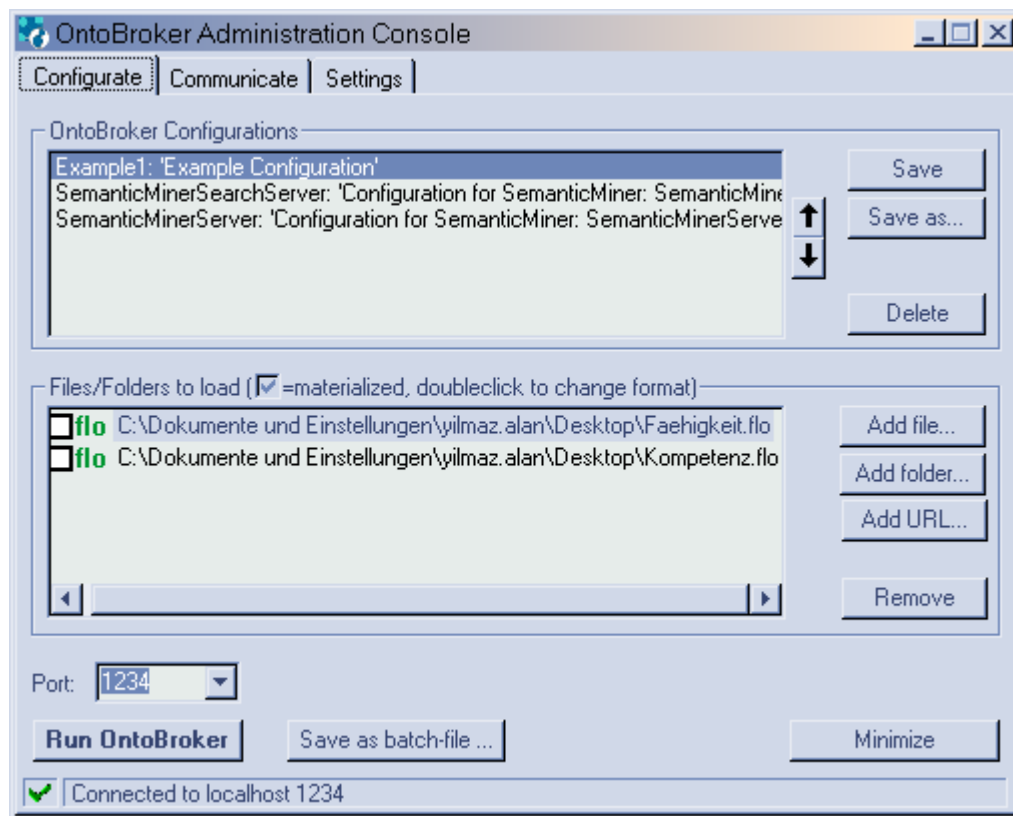 OntoBroker Administration Console
Configurate Communicate Settings
OntoBroker Configurations
Example1: 'Example Configuration'
SemanticMinerSearchServer: 'Configuration for SemanticMiner: SemanticMine
SemanticMinerServer: 'Configuration for SemanticMiner: SemanticMinerServe
Save
Save as...
Delete
Files/Folders to load ( =materialized, doubleclick to change format)
flo C:\Dokumente und Einstellungen\yilmaz.alan\Desktop\Faehigkeit.flo
flo C:\Dokumente und Einstellungen\yilmaz.alan\Desktop\Kompetenz.flo
Add file...
Add folder...
Add URL...
Remove
Port: 1234
Run OntoBroker Save as batch-file ... Minimize
Connected to localhost 1234